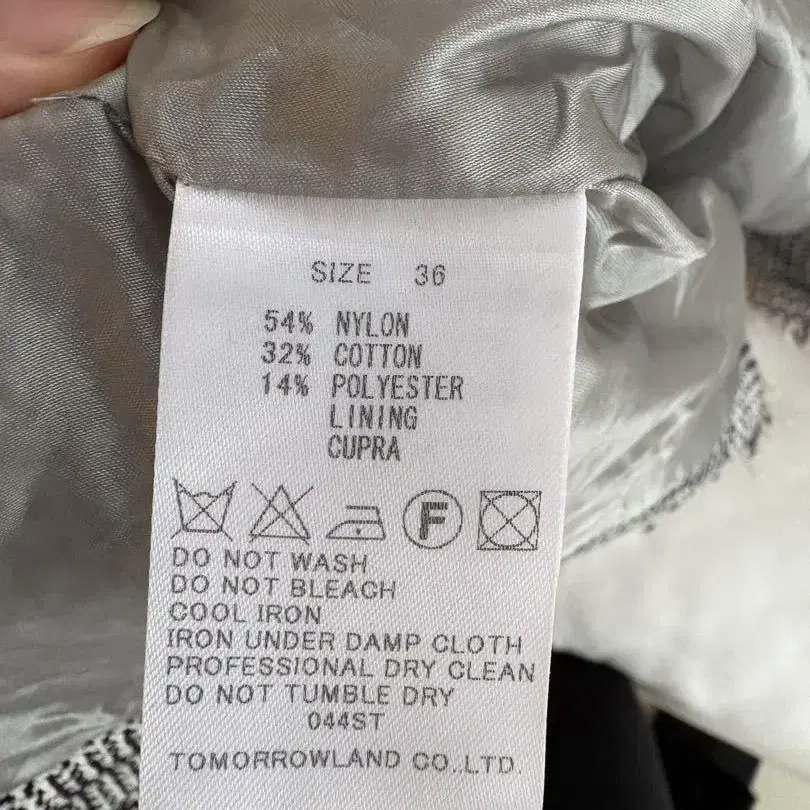 SIZE 36
54% NYLON
32% COTTON
14% POLYESTER
LINING
CUPRA
F
DO NOT WASH
DO NOT BLEACH
COOL IRON
IRON UNDER DAMP CLOTH
PROFESSIONAL DRY CLEAN
DO NOT TUMBLE DRY
044ST
TOMORROWLAND CO.,LTD.